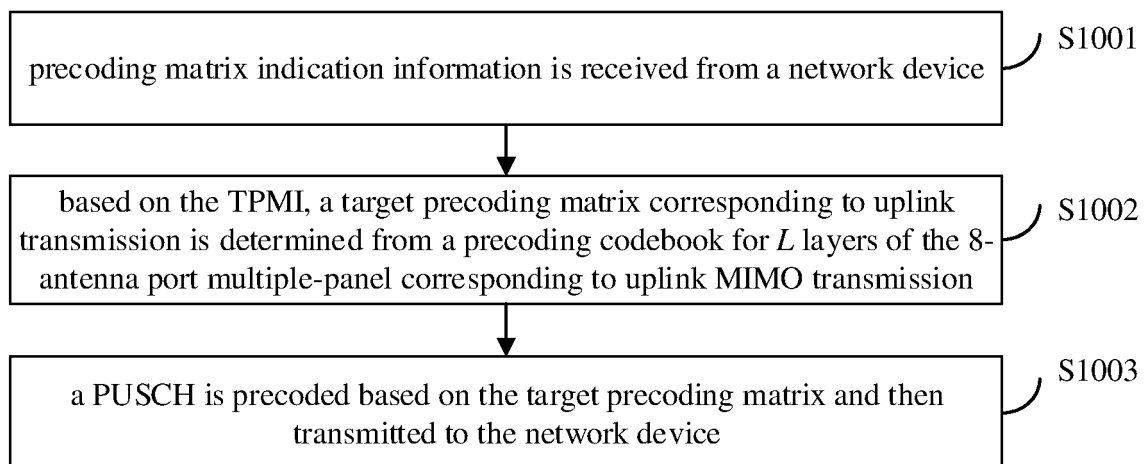 precoding matrix indication information is received from a network device
S1001
based on the TPMI, a target precoding matrix corresponding to uplink
transmission is determined from a precoding codebook for L layers of the 8-
antenna port multiple-panel corresponding to uplink MIMO transmission
S1002
a PUSCH is precoded based on the target precoding matrix and then
transmitted to the network device
S1003